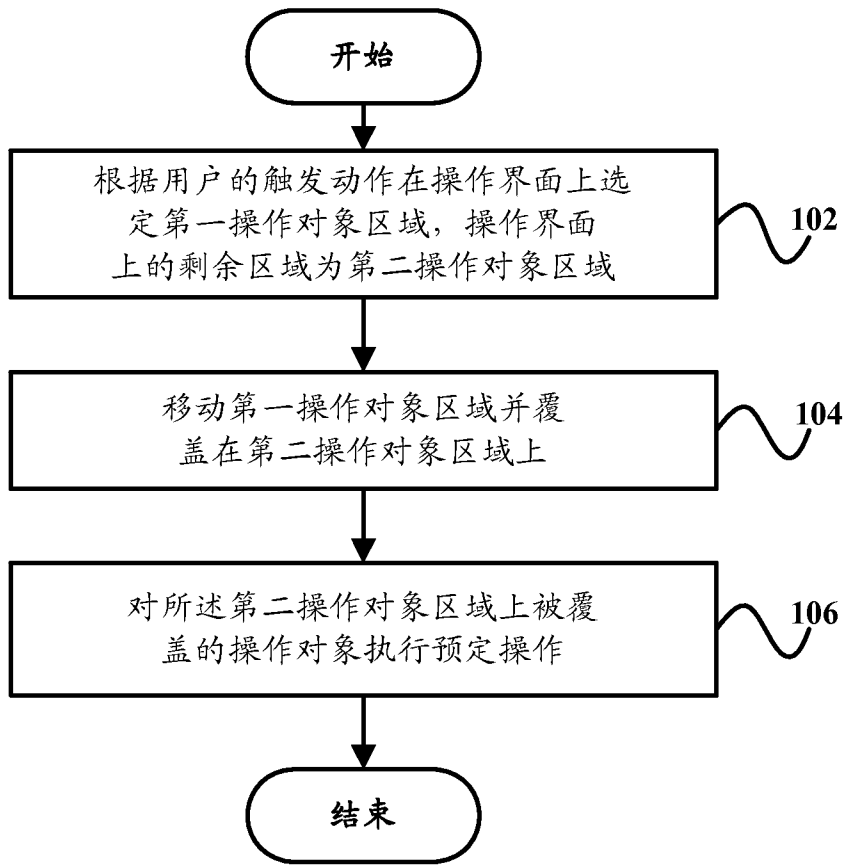 开始
根据用户的触发动作在操作界面上选
定第一操作对象区域，操作界面
上的剩余区域为第二操作对象区域
102
移动第一操作对象区域并覆
盖在第二操作对象区域上
104
对所述第二操作对象区域上被覆
盖的操作对象执行预定操作
106
结束